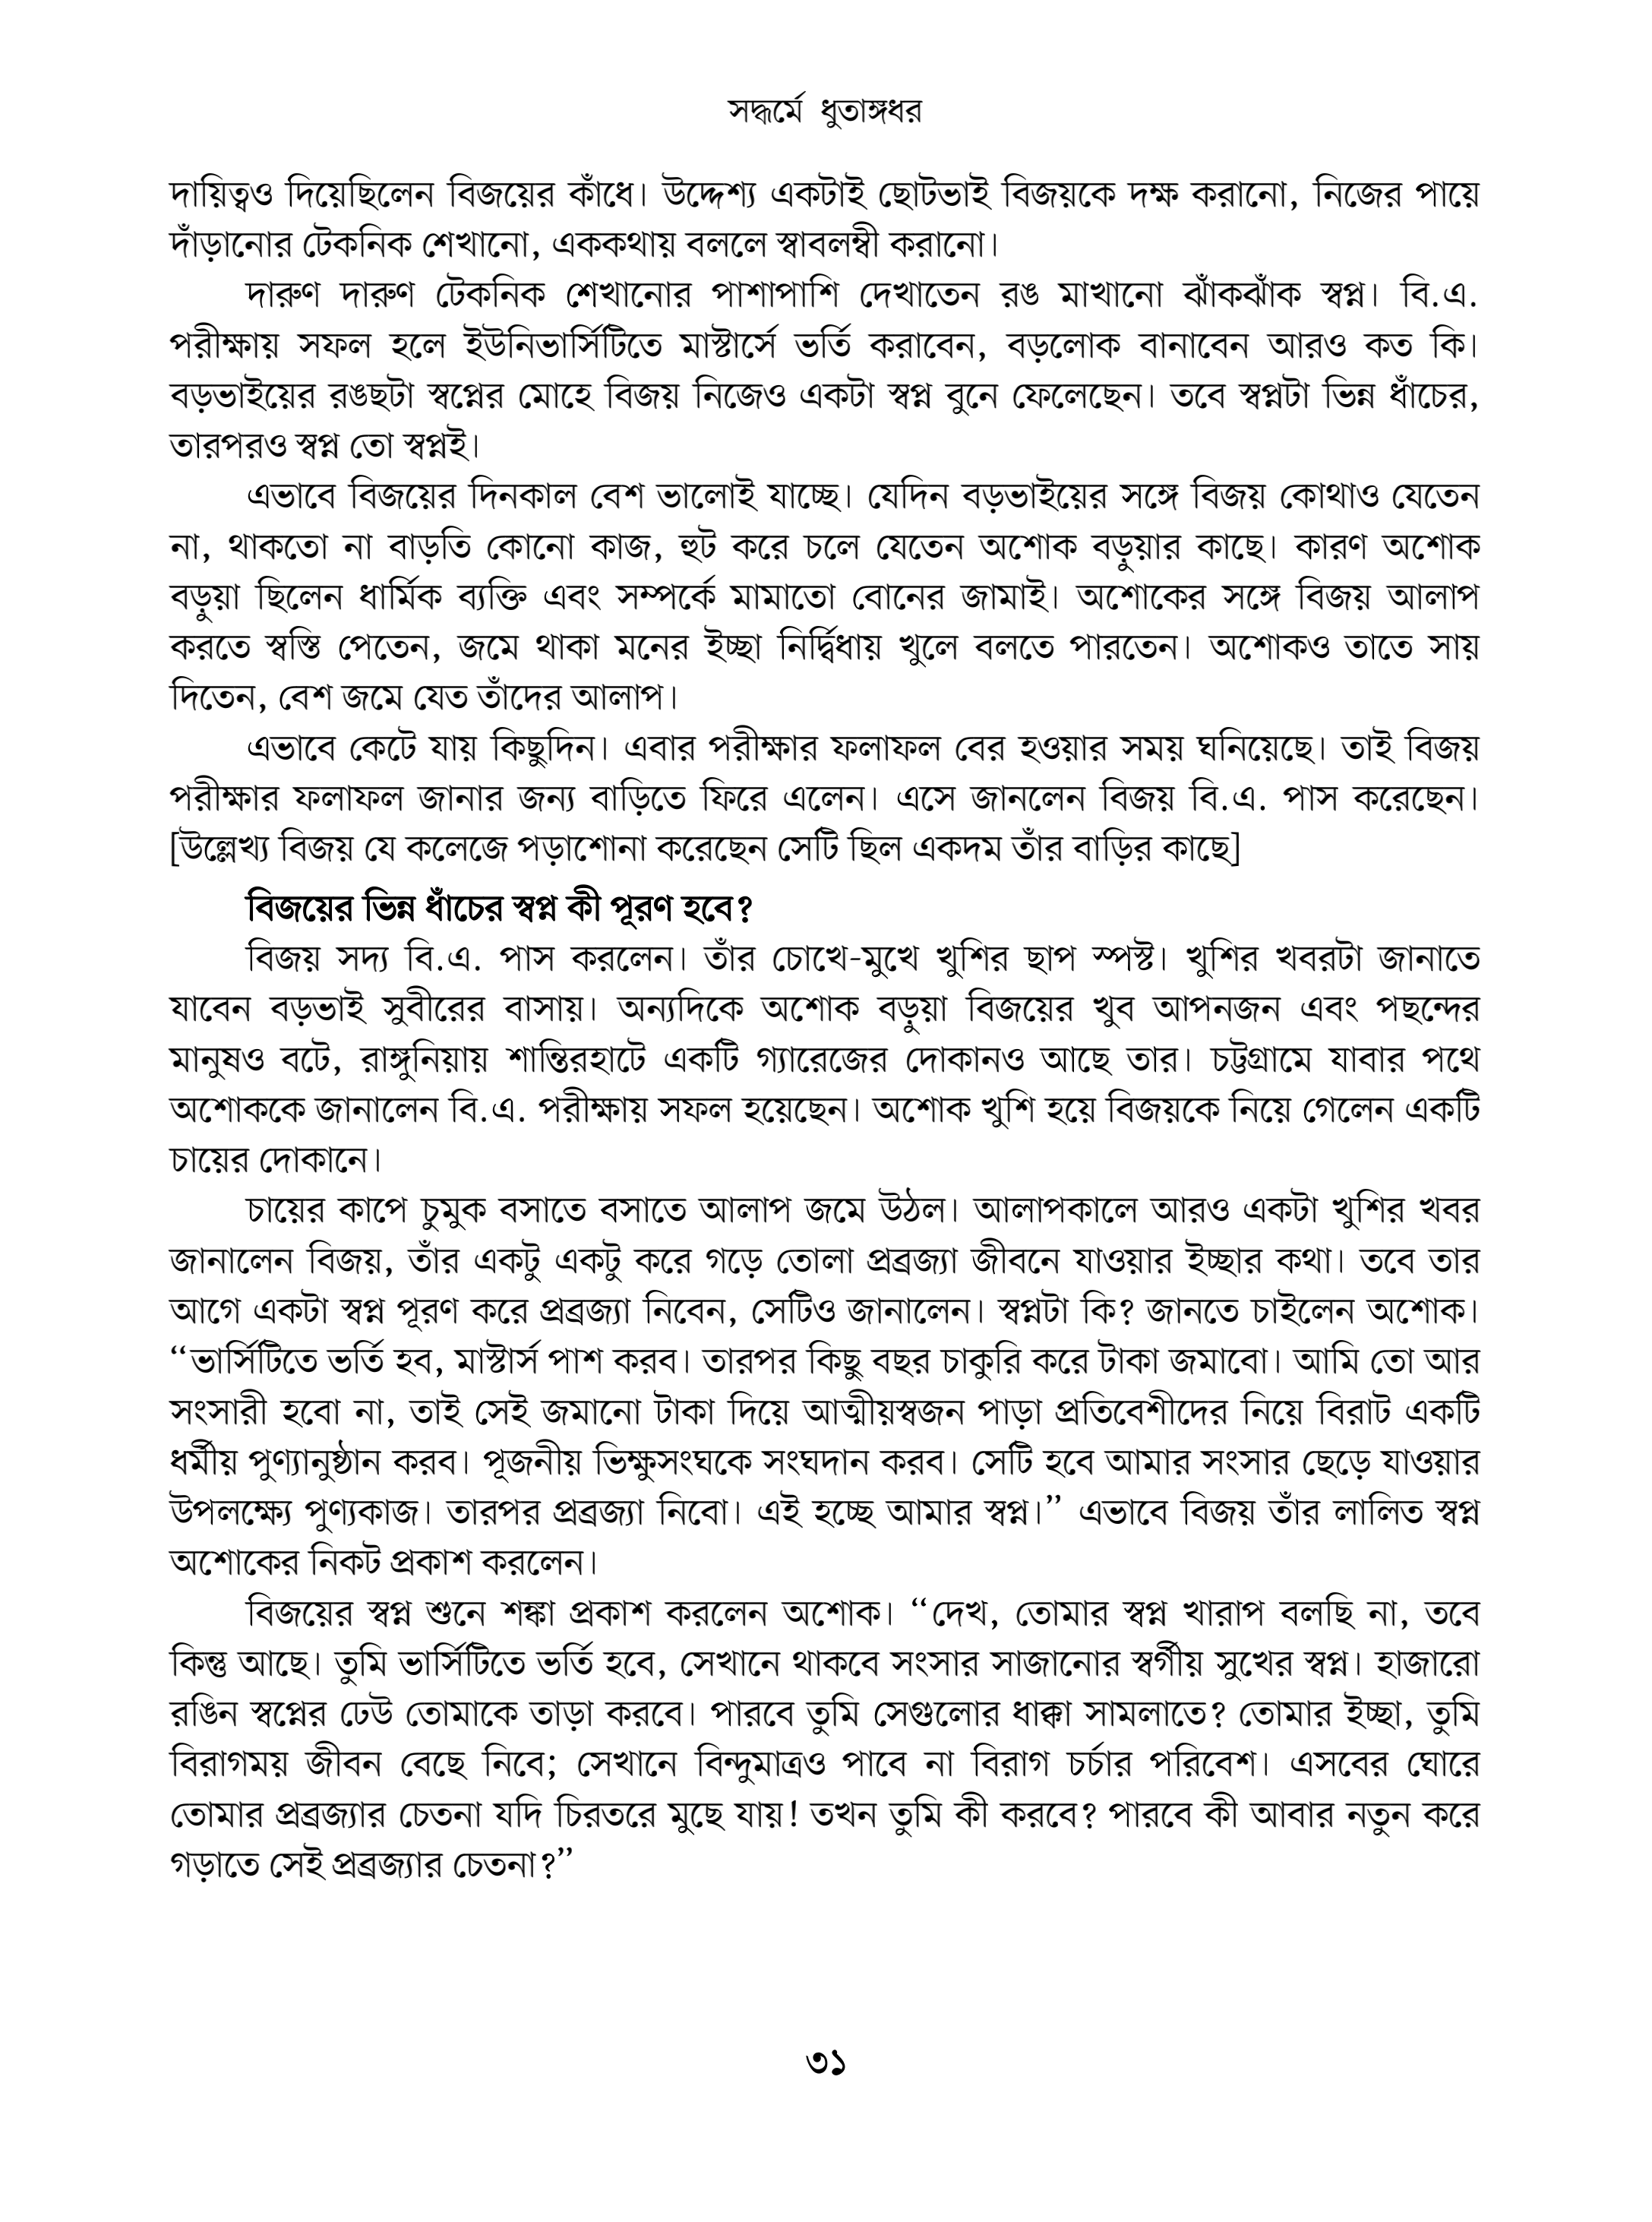 সদ্ধর্মে ধুতাঙ্গধর
দায়িত্বও দিয়েছিলেন বিজয়ের কাঁধে। উদ্দেশ্য একটাই ছোটভাই বিজয়কে দক্ষ করানো, নিজের পায়ে
দাঁড়ানোর টেকনিক শেখানো, এককথায় বললে স্বাবলম্বী করানো।
দারুণ দারুণ টেকনিক শেখানোর পাশাপাশি দেখাতেন রঙ মাখানো ঝাঁকঝাঁক স্বপ্ন। বি.এ.
পরীক্ষায় সফল হলে ইউনিভার্সিটিতে মাস্টার্সে ভর্তি করাবেন, বড়লোক বানাবেন আরও কত কি।
বড়ভাইয়ের রঙছটা স্বপ্নের মোহে বিজয় নিজেও একটা স্বপ্ন বুনে ফেলেছেন। তবে স্বপ্নটা ভিন্ন ধাঁচের,
তারপরও স্বপ্ন তো স্বপ্নই।
এভাবে বিজয়ের দিনকাল বেশ ভালোই যাচ্ছে। যেদিন বড়ভাইয়ের সঙ্গে বিজয় কোথাও যেতেন
না, থাকতো না বাড়তি কোনো কাজ, হুট করে চলে যেতেন অশোক বড়ুয়ার কাছে। কারণ অশোক
বড়ুয়া ছিলেন ধার্মিক ব্যক্তি এবং সম্পর্কে মামাতো বোনের জামাই। অশোকের সঙ্গে বিজয় আলাপ
করতে স্বস্তি পেতেন, জমে থাকা মনের ইচ্ছা নির্দ্বিধায় খুলে বলতে পারতেন। অশোকও তাতে সায়
দিতেন, বেশ জমে যেত তাঁদের আলাপ।
এভাবে কেটে যায় কিছুদিন। এবার পরীক্ষার ফলাফল বের হওয়ার সময় ঘনিয়েছে। তাই বিজয়
পরীক্ষার ফলাফল জানার জন্য বাড়িতে ফিরে এলেন। এসে জানলেন বিজয় বি.এ. পাস করেছেন।
[উল্লেখ্য বিজয় যে কলেজে পড়াশোনা করেছেন সেটি ছিল একদম তাঁর বাড়ির কাছে]
বিজয়ের ভিন্ন ধাঁচের স্বপ্ন কী পূরণ হবে?
বিজয় সদ্য বি.এ. পাস করলেন। তাঁর চোখে-মুখে খুশির ছাপ স্পস্ট। খুশির খবরটা জানাতে
যাবেন বড়ভাই সুবীরের বাসায়। অন্যদিকে অশোক বড়ুয়া বিজয়ের খুব আপনজন এবং পছন্দের
মানুষও বটে, রাঙ্গুনিয়ায় শান্তিরহাটে একটি গ্যারেজের দোকানও আছে তার। চট্টগ্রামে যাবার পথে
অশোককে জানালেন বি.এ. পরীক্ষায় সফল হয়েছেন। অশোক খুশি হয়ে বিজয়কে নিয়ে গেলেন একটি
চায়ের দোকানে।
চায়ের কাপে চুমুক বসাতে বসাতে আলাপ জমে উঠল। আলাপকালে আরও একটা খুশির খবর
জানালেন বিজয়, তাঁর একটু একটু করে গড়ে তোলা প্রব্রজ্যা জীবনে যাওয়ার ইচ্ছার কথা। তবে তার
আগে একটা স্বপ্ন পূরণ করে প্রব্রজ্যা নিবেন, সেটিও জানালেন। স্বপ্নটা কি? জানতে চাইলেন অশোক।
“ভার্সিটিতে ভর্তি হব, মাস্টার্স পাশ করব। তারপর কিছু বছর চাকুরি করে টাকা জমাবো। আমি তো আর
সংসারী হবো না, তাই সেই জমানো টাকা দিয়ে আত্মীয়স্বজন পাড়া প্রতিবেশীদের নিয়ে বিরাট একটি
ধর্মীয় পুণ্যানুষ্ঠান করব। পূজনীয় ভিক্ষুসংঘকে সংঘদান করব। সেটি হবে আমার সংসার ছেড়ে যাওয়ার
উপলক্ষ্যে পুণ্যকাজ। তারপর প্রব্রজ্যা নিবো। এই হচ্ছে আমার স্বপ্ন।” এভাবে বিজয় তাঁর লালিত স্বপ্ন
অশোকের নিকট প্রকাশ করলেন।
বিজয়ের স্বপ্ন শুনে শঙ্কা প্রকাশ করলেন অশোক। “দেখ, তোমার স্বপ্ন খারাপ বলছি না, তবে
কিন্তু আছে। তুমি ভার্সিটিতে ভর্তি হবে, সেখানে থাকবে সংসার সাজানোর স্বর্গীয় সুখের স্বপ্ন। হাজারো
রঙিন স্বপ্নের ঢেউ তোমাকে তাড়া করবে। পারবে তুমি সেগুলোর ধাক্কা সামলাতে? তোমার ইচ্ছা, তুমি
বিরাগময় জীবন বেছে নিবে; সেখানে বিন্দুমাত্রও পাবে না বিরাগ চর্চার পরিবেশ। এসবের ঘোরে
তোমার প্রব্রজ্যার চেতনা যদি চিরতরে মুছে যায়! তখন তুমি কী করবে? পারবে কী আবার নতুন করে
গড়াতে সেই প্রব্রজ্যার চেতনা?”
৩১